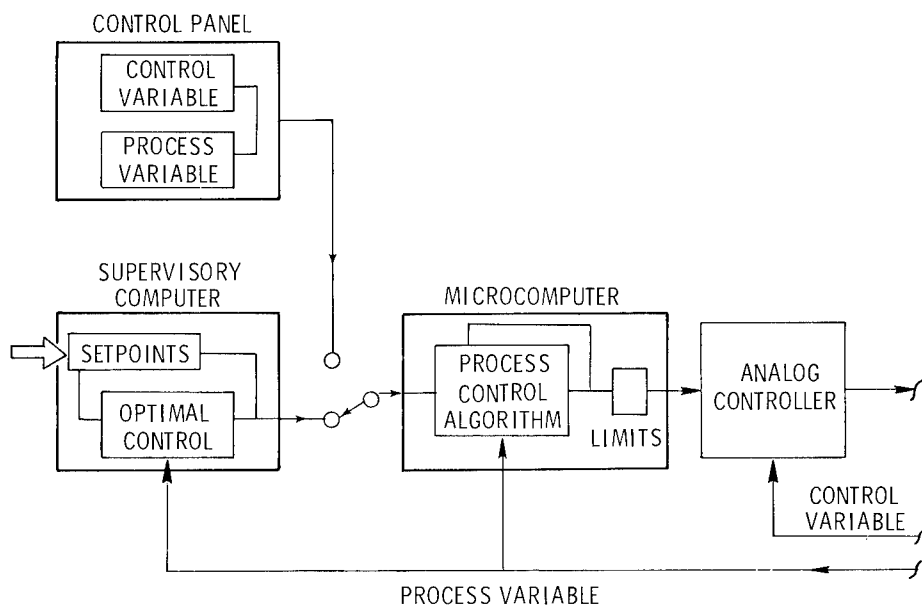 CONTROL PANEL
CONTROL
VARIABLE
PROCESS
VARIABLE
SUPERVISORY
COMPUTER
SETPOINTS
OPTIMAL
CONTROL
MICROCOMPUTER
PROCESS
CONTROL
ALGORITHM
LIMITS
ANALOG
CONTROLLER
CONTROL
VARIABLE
PROCESS VARIABLE